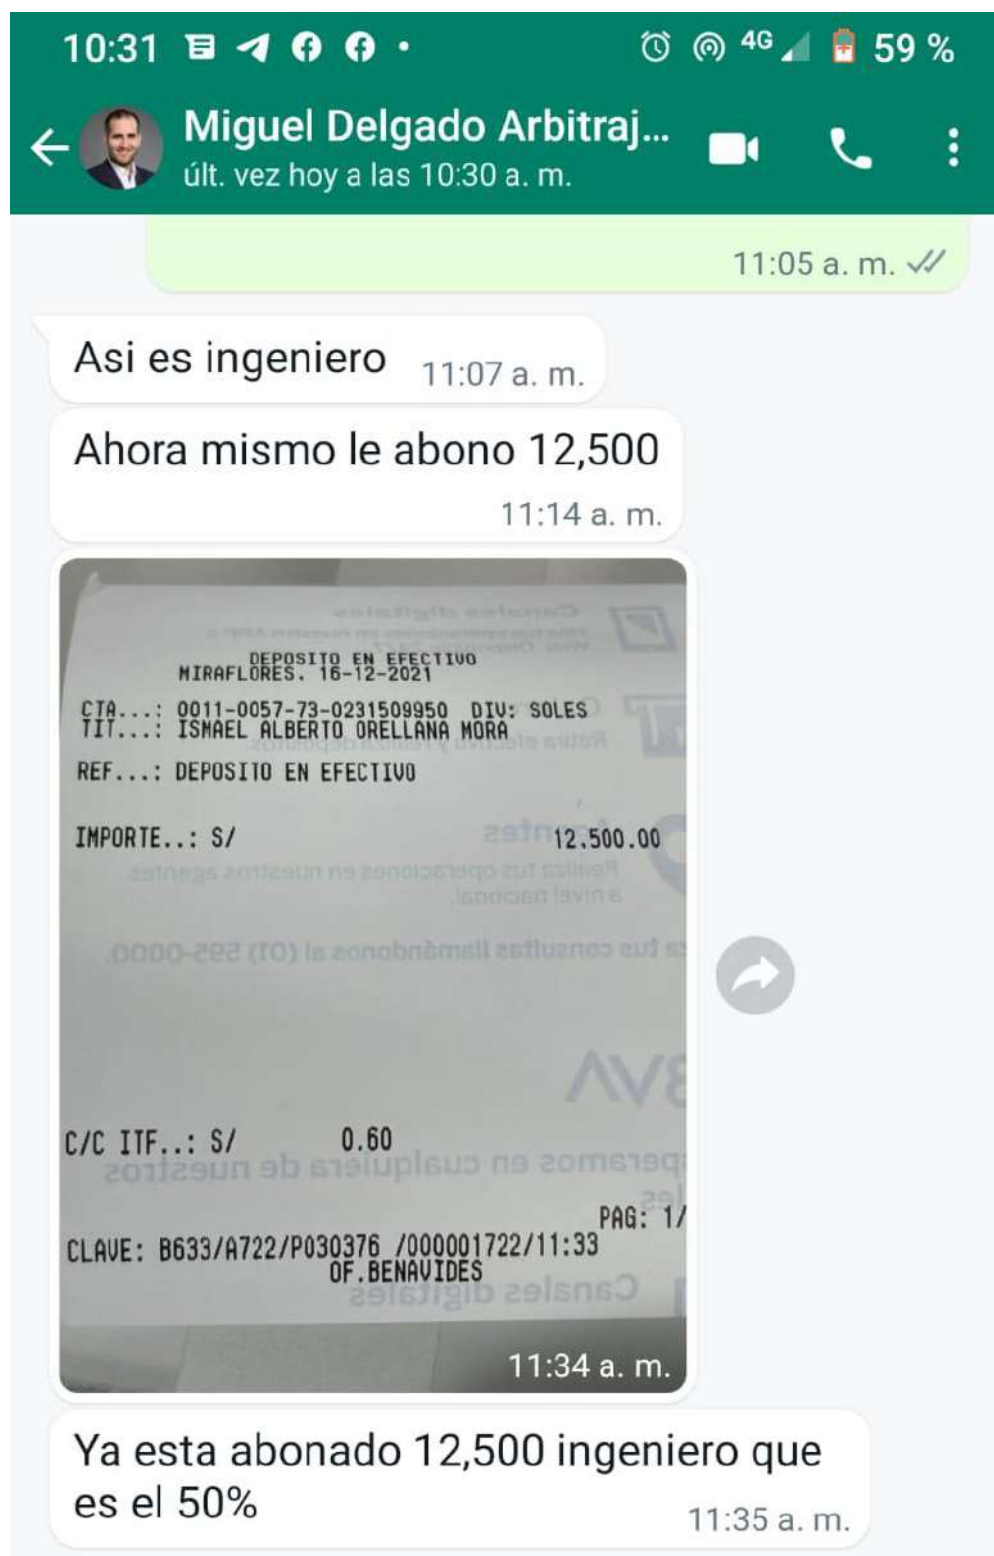 10:31
4G
59 %
Miguel Delgado Arbitraj...
últ. vez hoy a las 10:30 a. m.
11:05 a. m.
Asi es ingeniero
11:07 a. m.
Ahora mismo le abono 12,500
11:14 a. m.
DEPOSITO EN EFECTIVO
MIRAFLORES. 16-12-2021
CTA...: 0011-0057-73-0231509950 DIV: SOLES
TIT...: ISMAEL ALBERTO ORELLANA MORA
REF...: DEPOSITO EN EFECTIVO
IMPORTE..: S/ 12.500.00
C/C ITF..: S/ 0.60
PAG: 1/
CLAVE: B633/A722/P030376 /000001722/11:33
OF.BENAVIDES
11:34 a. m.
Ya esta abonado 12,500 ingeniero que
es el 50%
11:35 a. m.